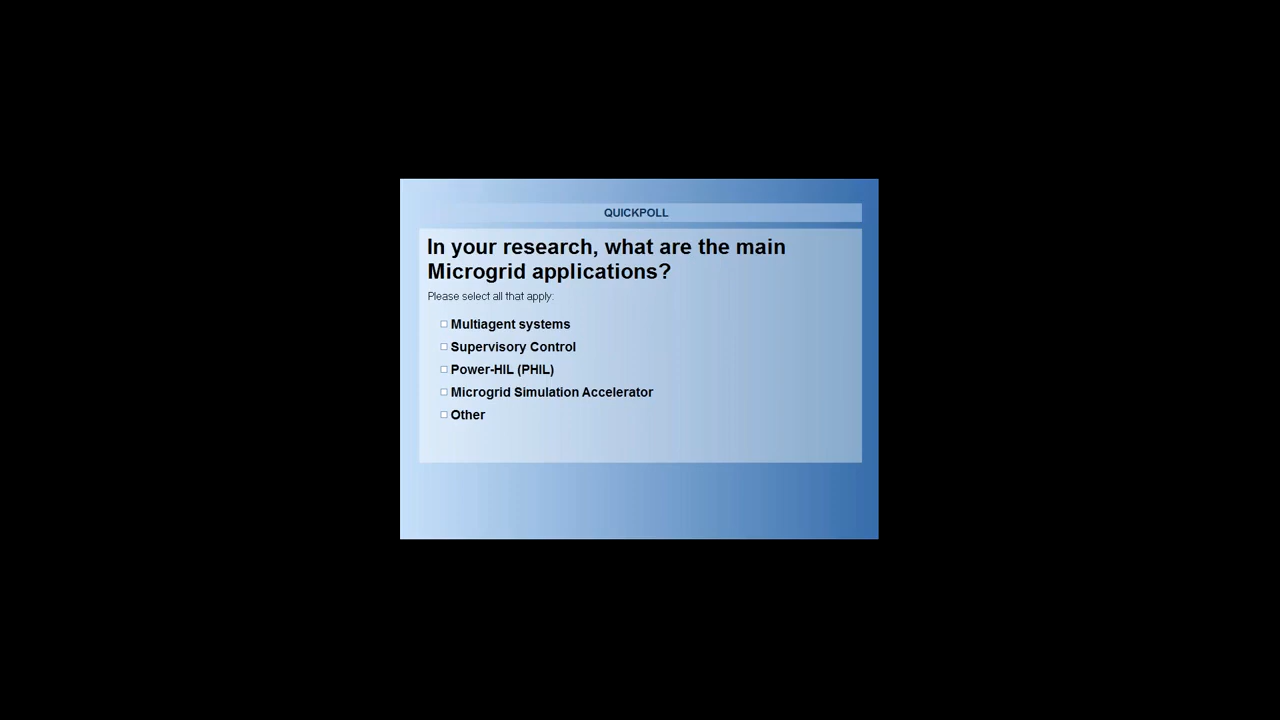 QUICKPOLL
In your research, what are the main
Microgrid applications?
Please select all that apply:
Multiagent systems
Supervisory Control
Power-HIL (PHIL)
Microgrid Simulation Accelerator
Other